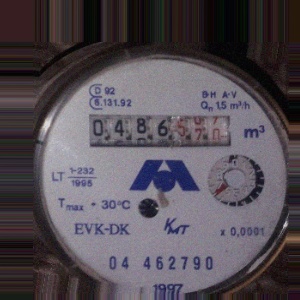 D 92
6.131.92
B-H A-V
Qn 1,5 m³/h
0486
m³
LT 1-232
1995
Tmax + 30°C
EVK-DK
x 0,0001
04 462790
1997